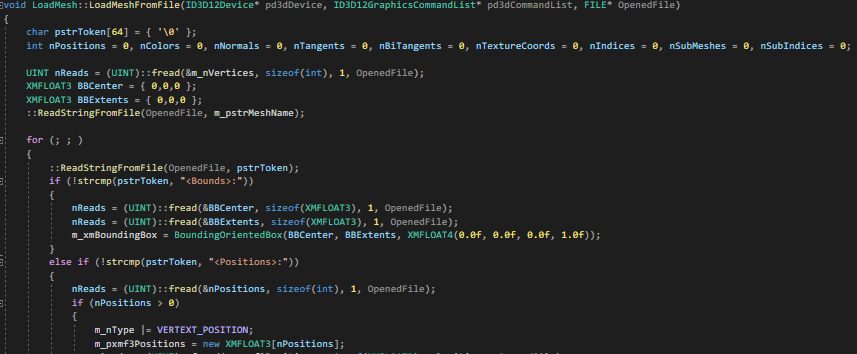 void LoadMesh::LoadMeshFromFile(ID3D12Device* pd3dDevice, ID3D12GraphicsCommandList* pd3dCommandList, FILE* OpenedFile)
{
char pstrToken[64] = { '\0' };
int nPositions = 0, nColors = 0, nNormals = 0, nTangents = 0, nBiTangents = 0, nTextureCoords = 0, nIndices = 0, nSubMeshes = 0, nSubIndices = 0;
UINT nReads = (UINT)::fread(&m_nVertices, sizeof(int), 1, OpenedFile);
XMFLOAT3 BBCenter = { 0,0,0 };
XMFLOAT3 BBExtents = { 0,0,0 };
::ReadStringFromFile(OpenedFile, m_pstrMeshName);
for (; ; )
{
::ReadStringFromFile(OpenedFile, pstrToken);
if (!strcmp(pstrToken, "<Bounds>:"))
{
nReads = (UINT)::fread(&BBCenter, sizeof(XMFLOAT3), 1, OpenedFile);
nReads = (UINT)::fread(&BBExtents, sizeof(XMFLOAT3), 1, OpenedFile);
m_xmBoundingBox = BoundingOrientedBox(BBCenter, BBExtents, XMFLOAT4(0.0f, 0.0f, 0.0f, 1.0f));
}
else if (!strcmp(pstrToken, "<Positions>:"))
{
nReads = (UINT)::fread(&nPositions, sizeof(int), 1, OpenedFile);
if (nPositions > 0)
{
m_nType |= VERTEXT_POSITION;
m_pxmf3Positions = new XMFLOAT3[nPositions];